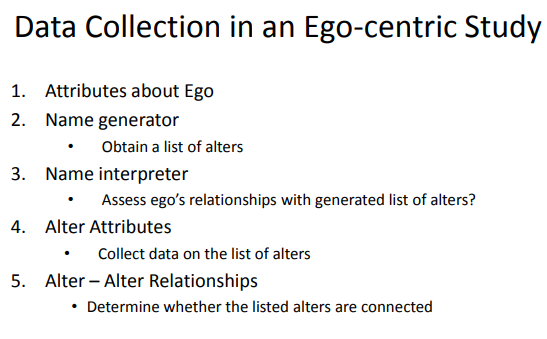 Data Collection in an Ego-centric Study
1. Attributes about Ego
2. Name generator
• Obtain a list of alters
3. Name interpreter
• Assess ego's relationships with generated list of alters?
4. Alter Attributes
• Collect data on the list of alters
5. Alter – Alter Relationships
• Determine whether the listed alters are connected